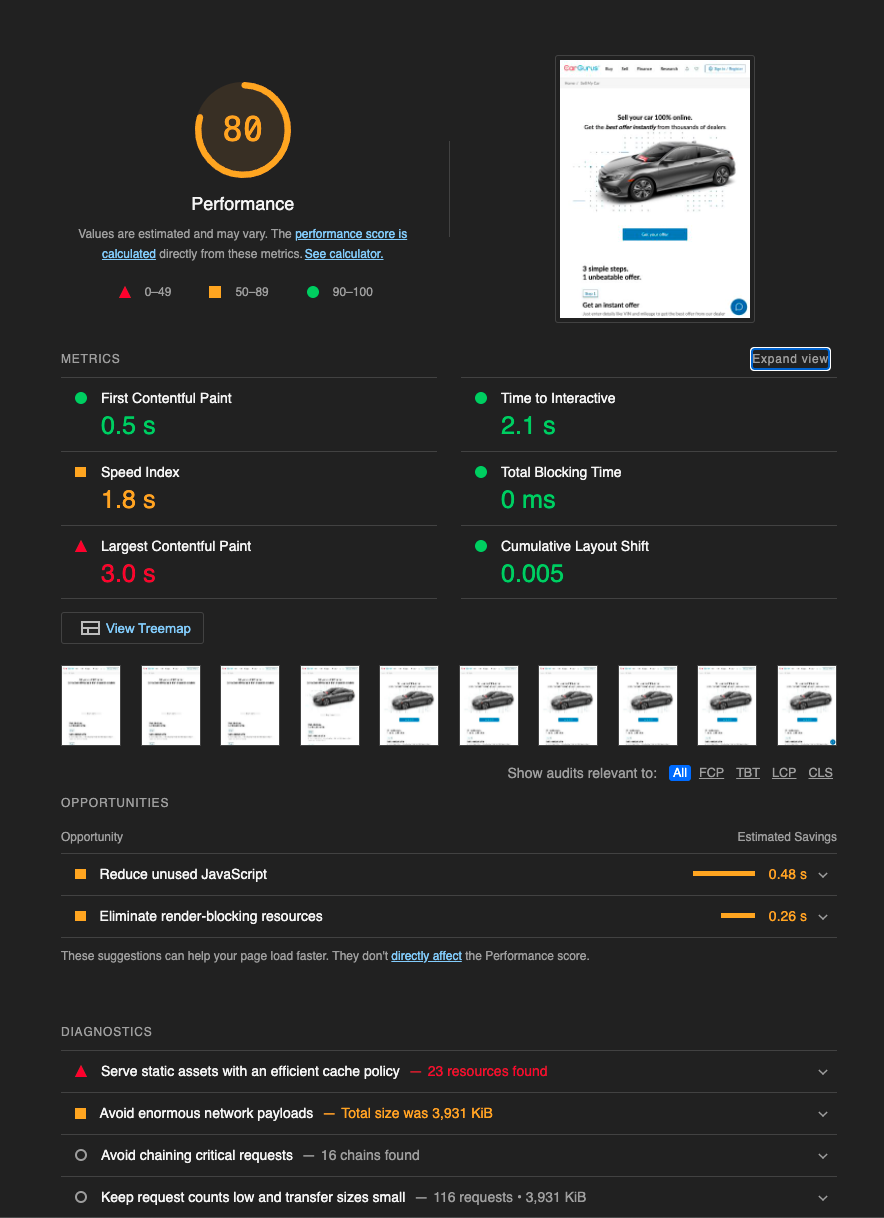 CarGurus Buy Sell Finance Research Sign in / Register
Home / Sell My Car
Sell your car 100% online.
Get the best offer instantly from thousands of dealers
Get your offer
3 simple steps.
1 unbeatable offer.
Step 1
Get an instant offer
Just enter details like VIN and mileage to get the best offer from our dealer
80
Performance
Values are estimated and may vary. The performance score is
calculated directly from these metrics. See calculator.
0–49 50–89 90–100
METRICS
Expand view
First Contentful Paint
0.5 s
Time to Interactive
2.1 s
Speed Index
1.8 s
Total Blocking Time
0 ms
Largest Contentful Paint
3.0 s
Cumulative Layout Shift
0.005
View Treemap
Show audits relevant to: All FCP TBT LCP CLS
OPPORTUNITIES
Opportunity Estimated Savings
Reduce unused JavaScript 0.48 s
Eliminate render-blocking resources 0.26 s
These suggestions can help your page load faster. They don't directly affect the Performance score.
DIAGNOSTICS
Serve static assets with an efficient cache policy — 23 resources found
Avoid enormous network payloads — Total size was 3,931 KiB
Avoid chaining critical requests — 16 chains found
Keep request counts low and transfer sizes small — 116 requests • 3,931 KiB